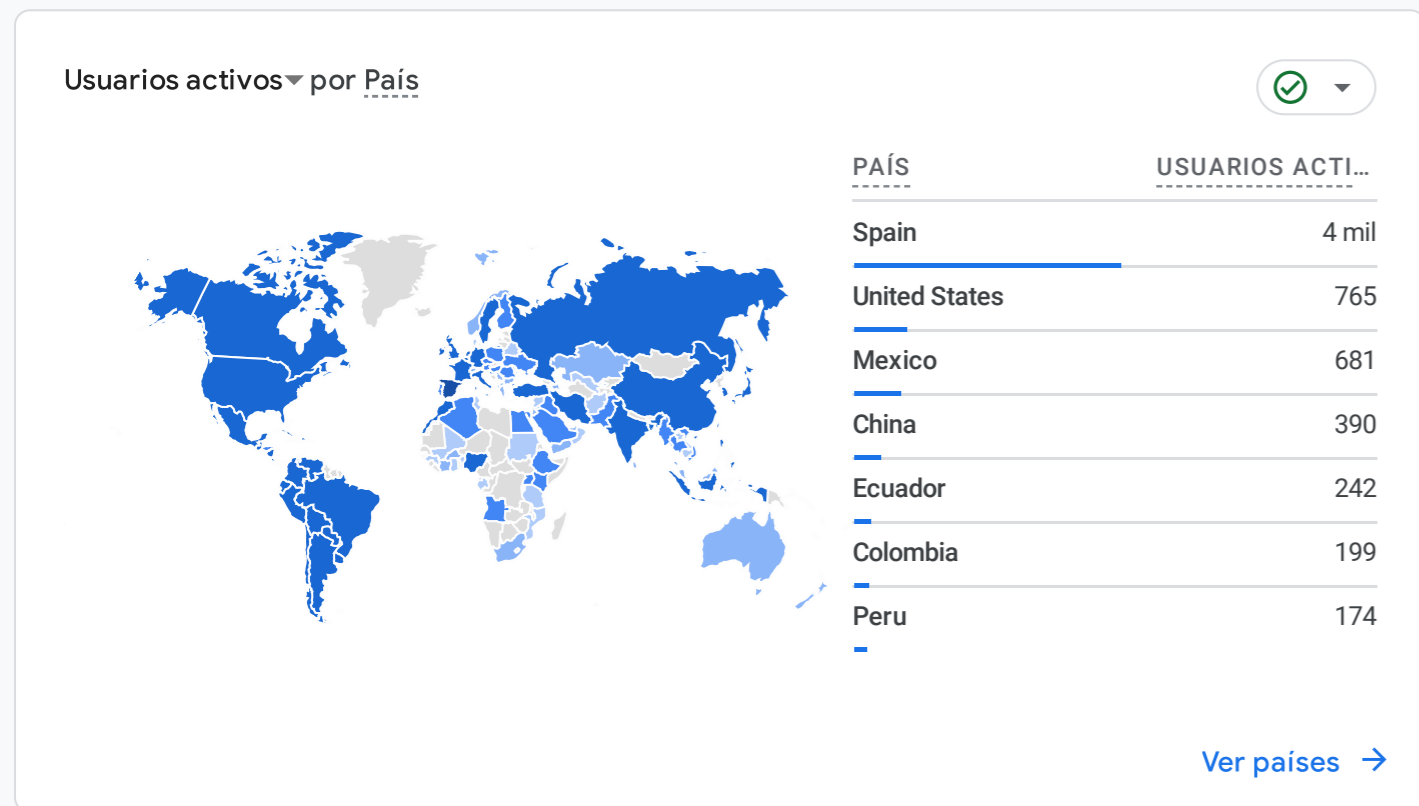 Usuarios activos por País
PAÍS USUARIOS ACTI...
Spain 4 mil
United States 765
Mexico 681
China 390
Ecuador 242
Colombia 199
Peru 174
Ver países